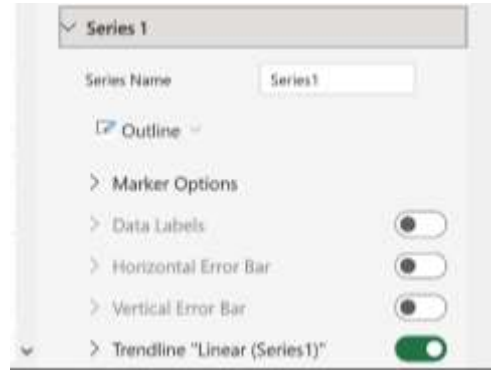 Series 1
Series Name Series1
Outline
Marker Options
Data Labels
Horizontal Error Bar
Vertical Error Bar
Trendline "Linear (Series1)"